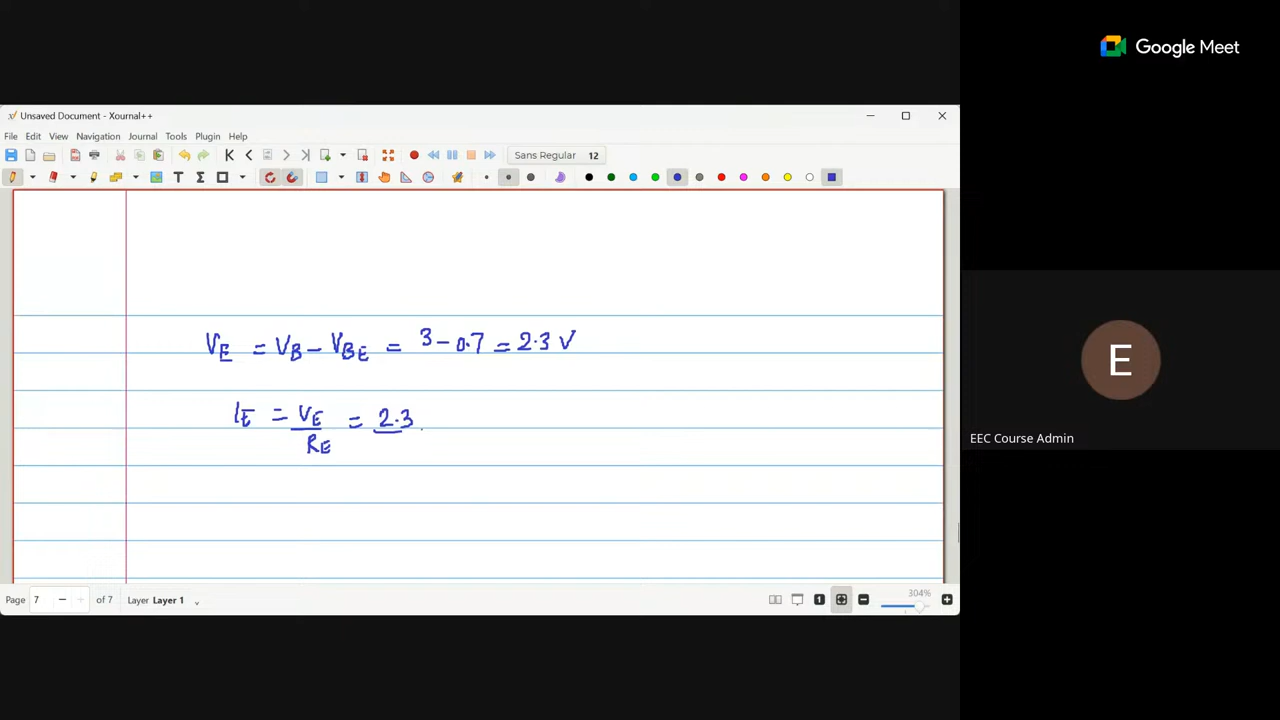 Google Meet
Unsaved Document - Xournal++
File Edit View Navigation Journal Tools Plugin Help
Sans Regular 12
V_E = V_B - V_BE = 3 - 0.7 = 2.3 V
I_E = V_E / R_E = 2.3
E
EEC Course Admin
Page 7 of 7 Layer Layer 1 304%